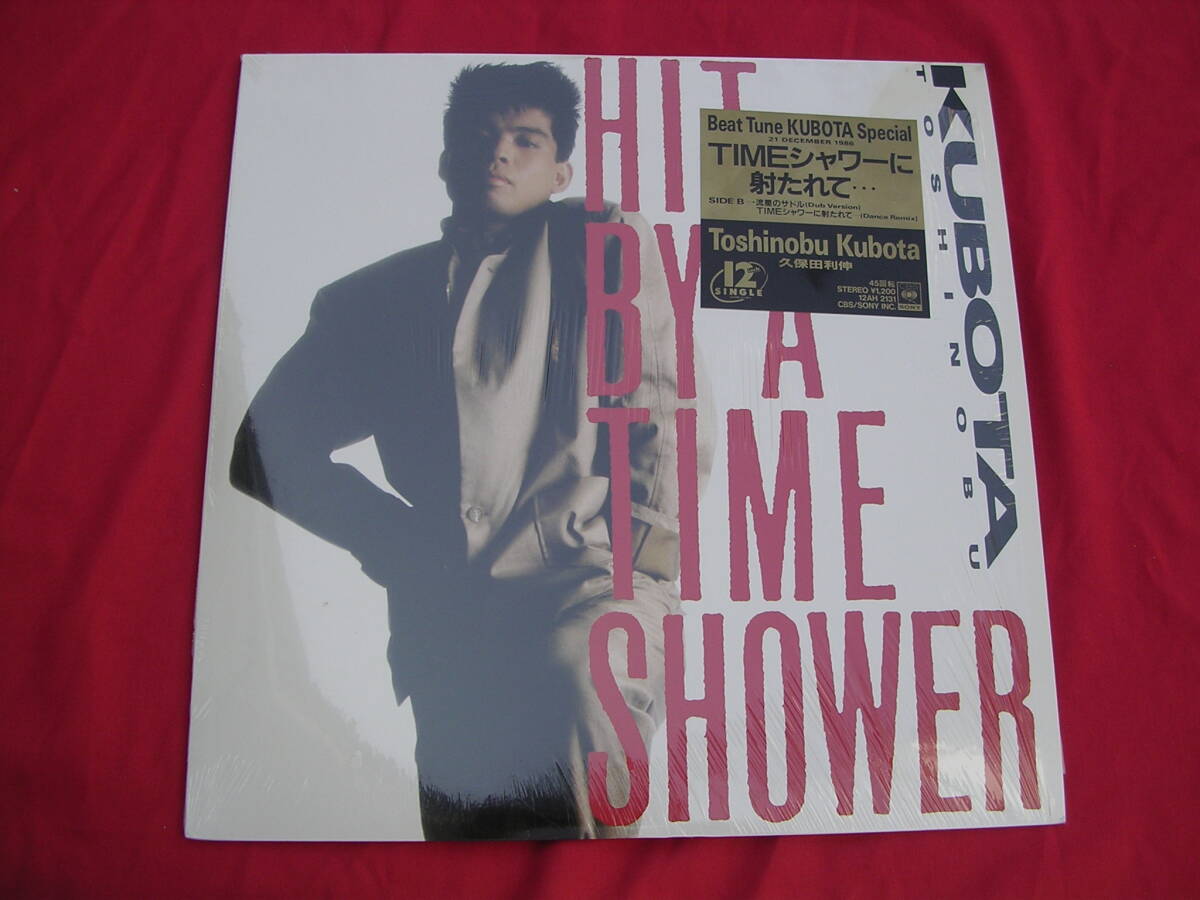 HIT
BY A
TIME
SHOWER
KUBOTA
TOSHINOBU
Beat Tune KUBOTA Special
21 DECEMBER 1986
TIMEシャワーに
射たれて…
SIDE B→流星のサドル(Dub Version)
TIMEシャワーに射たれて…(Dance Remix)
Toshinobu Kubota
久保田利伸
12
SINGLE
45回転
STEREO ¥1,200
12AH 2131
CBS/SONY INC.
SONY